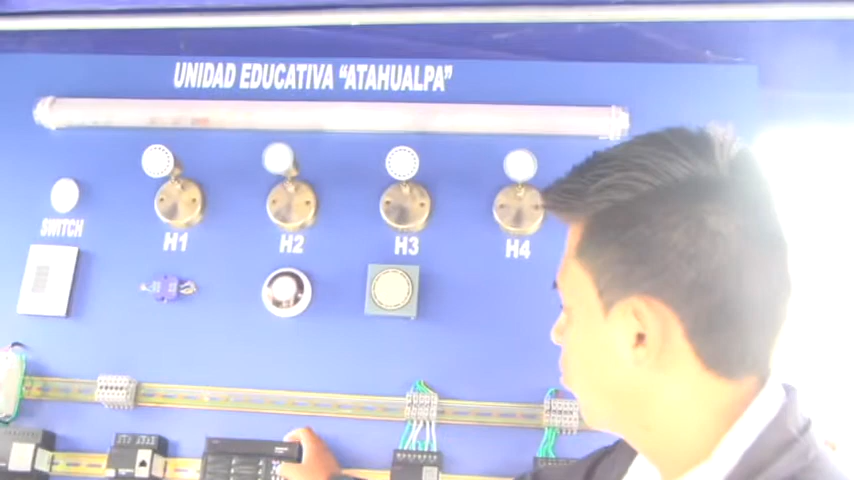 UNIDAD EDUCATIVA “ATAHUALPA”
SWITCH
H1
H2
H3
H4